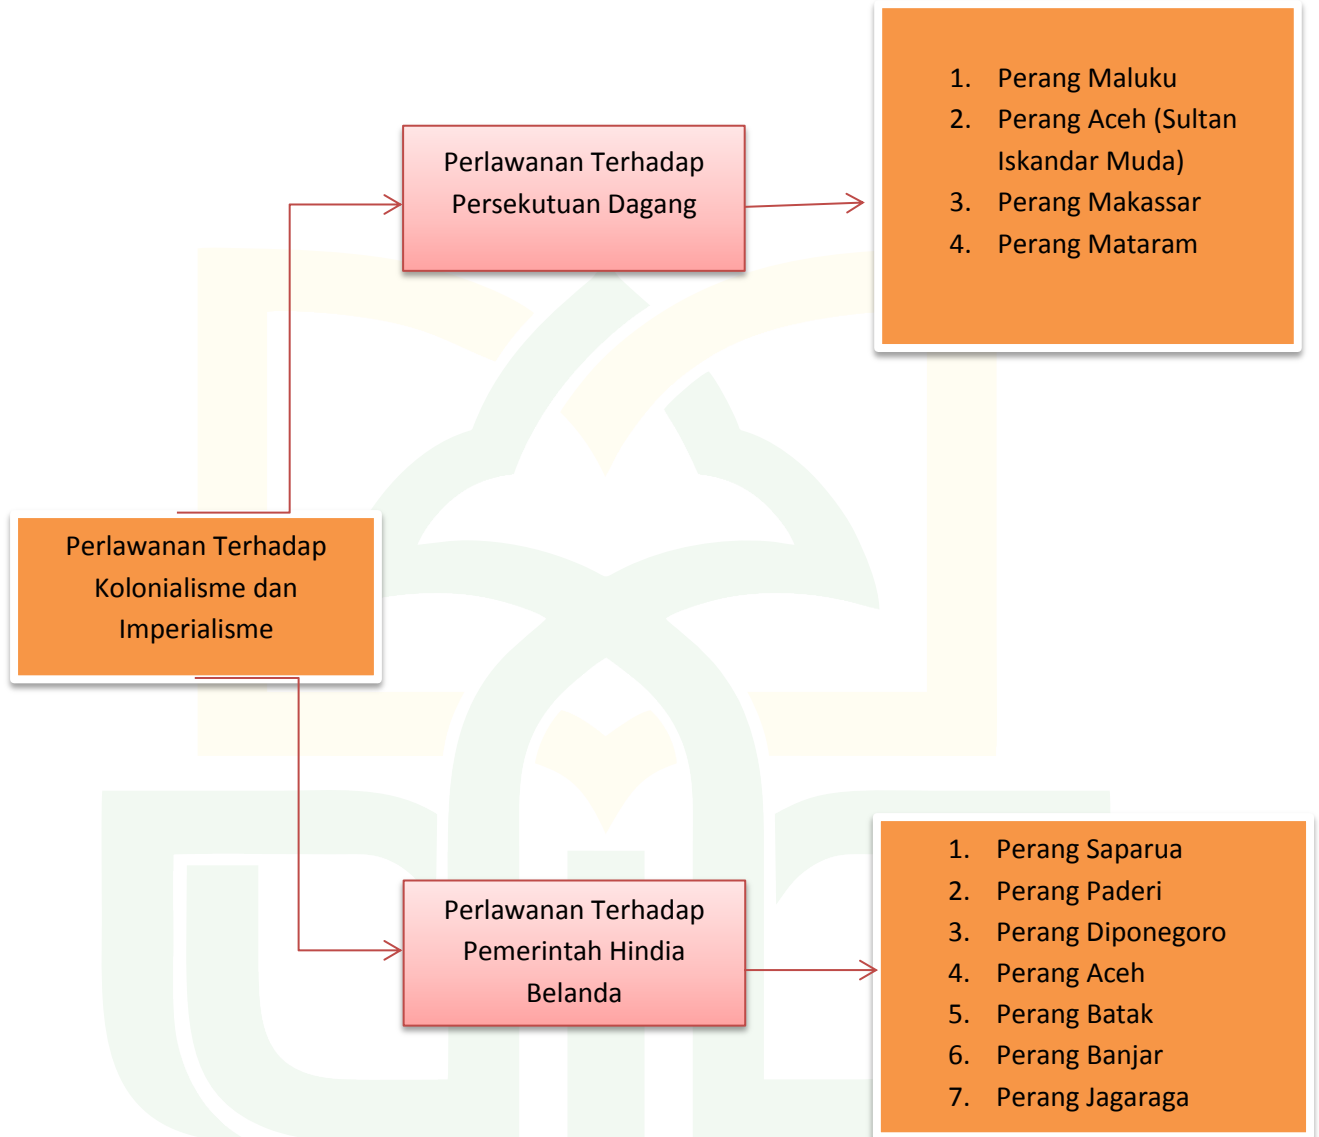 Perlawanan Terhadap
Kolonialisme dan
Imperialisme
Perlawanan Terhadap
Persekutuan Dagang
1. Perang Maluku
2. Perang Aceh (Sultan
Iskandar Muda)
3. Perang Makassar
4. Perang Mataram
Perlawanan Terhadap
Pemerintah Hindia
Belanda
1. Perang Saparua
2. Perang Paderi
3. Perang Diponegoro
4. Perang Aceh
5. Perang Batak
6. Perang Banjar
7. Perang Jagaraga